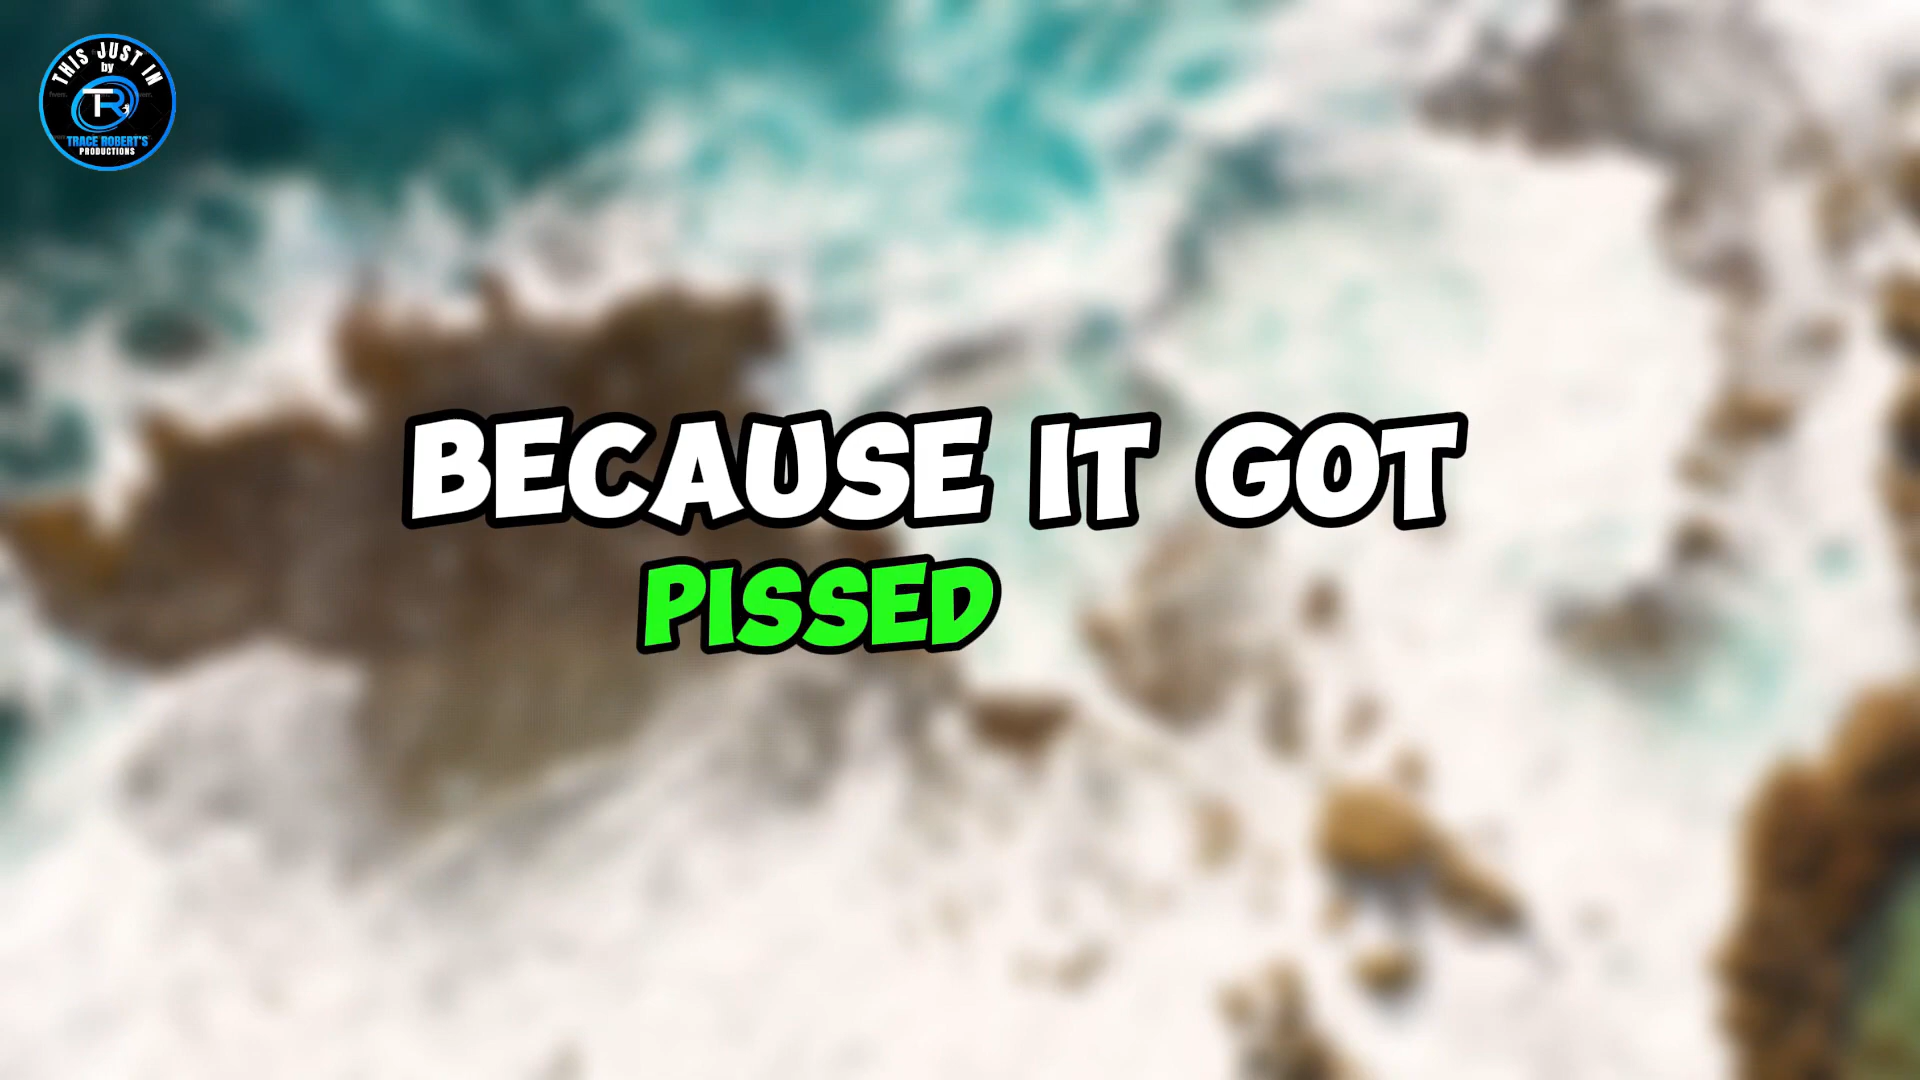 THIS JUST IN
by
TR
TRACE ROBERT'S
PRODUCTIONS
BECAUSE IT GOT
PISSED